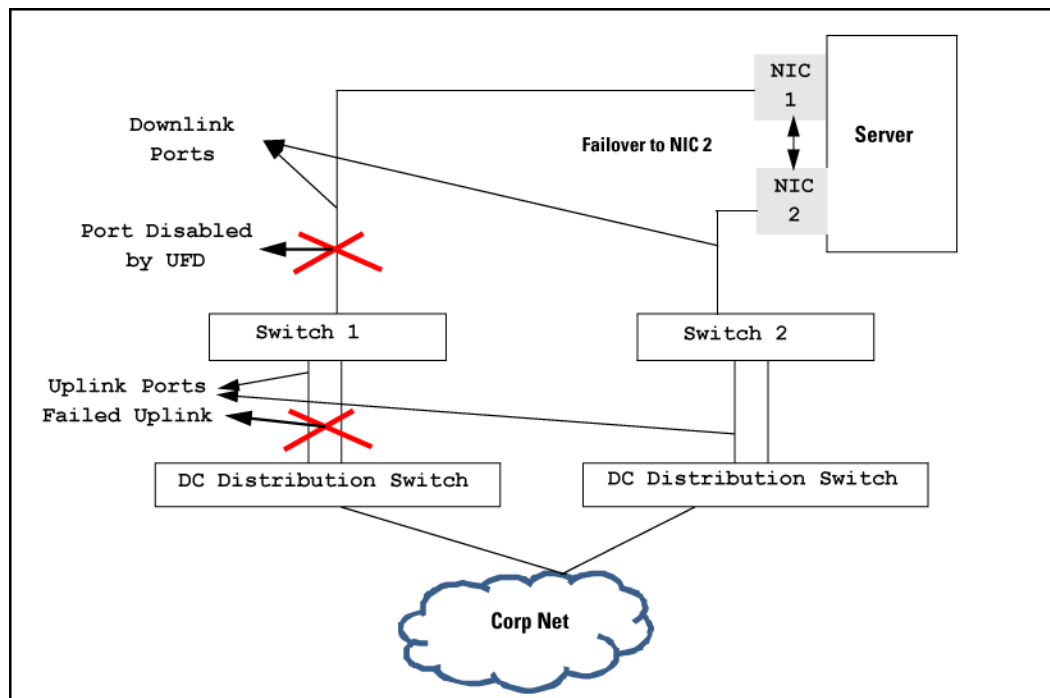 NIC
1
Downlink
Ports
Failover to NIC 2
Server
NIC
2
Port Disabled
by UFD
Switch 1
Switch 2
Uplink Ports
Failed Uplink
DC Distribution Switch
DC Distribution Switch
Corp Net